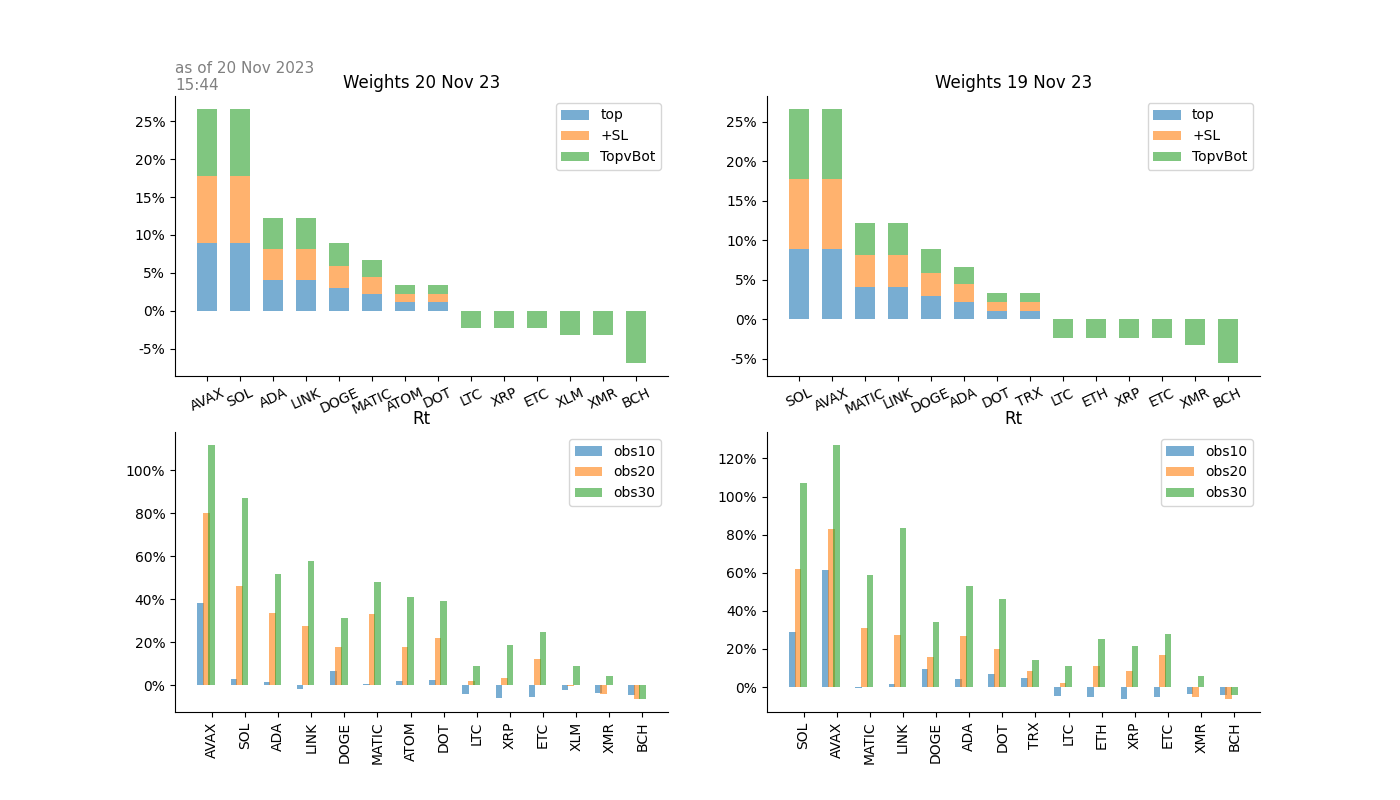 as of 20 Nov 2023
15:44
Weights 20 Nov 23
top
+SL
TopvBot
25%
20%
15%
10%
5%
0%
-5%
AVAX SOL ADA LINK DOGE MATIC ATOM DOT LTC XRP ETC XLM XMR BCH
Weights 19 Nov 23
top
+SL
TopvBot
25%
20%
15%
10%
5%
0%
-5%
SOL AVAX MATIC LINK DOGE ADA DOT TRX LTC ETH XRP ETC XMR BCH
Rt
obs10
obs20
obs30
100%
80%
60%
40%
20%
0%
AVAX SOL ADA LINK DOGE MATIC ATOM DOT LTC XRP ETC XLM XMR BCH
Rt
obs10
obs20
obs30
120%
100%
80%
60%
40%
20%
0%
SOL AVAX MATIC LINK DOGE ADA DOT TRX LTC ETH XRP ETC XMR BCH